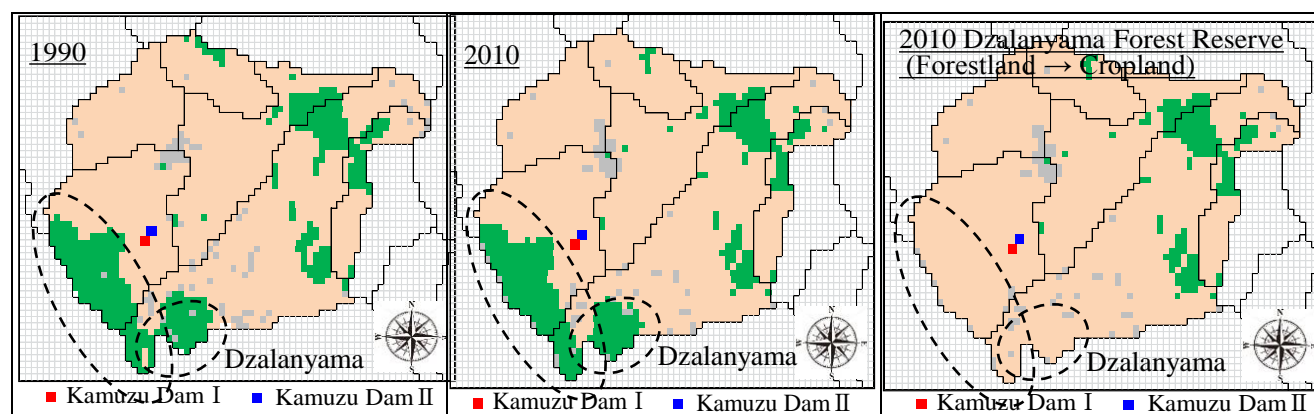 1990
Dzalanyama
■ Kamuzu Dam Ⅰ ■ Kamuzu Dam Ⅱ
2010
Dzalanyama
■ Kamuzu Dam Ⅰ ■ Kamuzu Dam Ⅱ
2010 Dzalanyama Forest Reserve
(Forestland → Cropland)
Dzalanyama
■ Kamuzu Dam Ⅰ ■ Kamuzu Dam Ⅱ